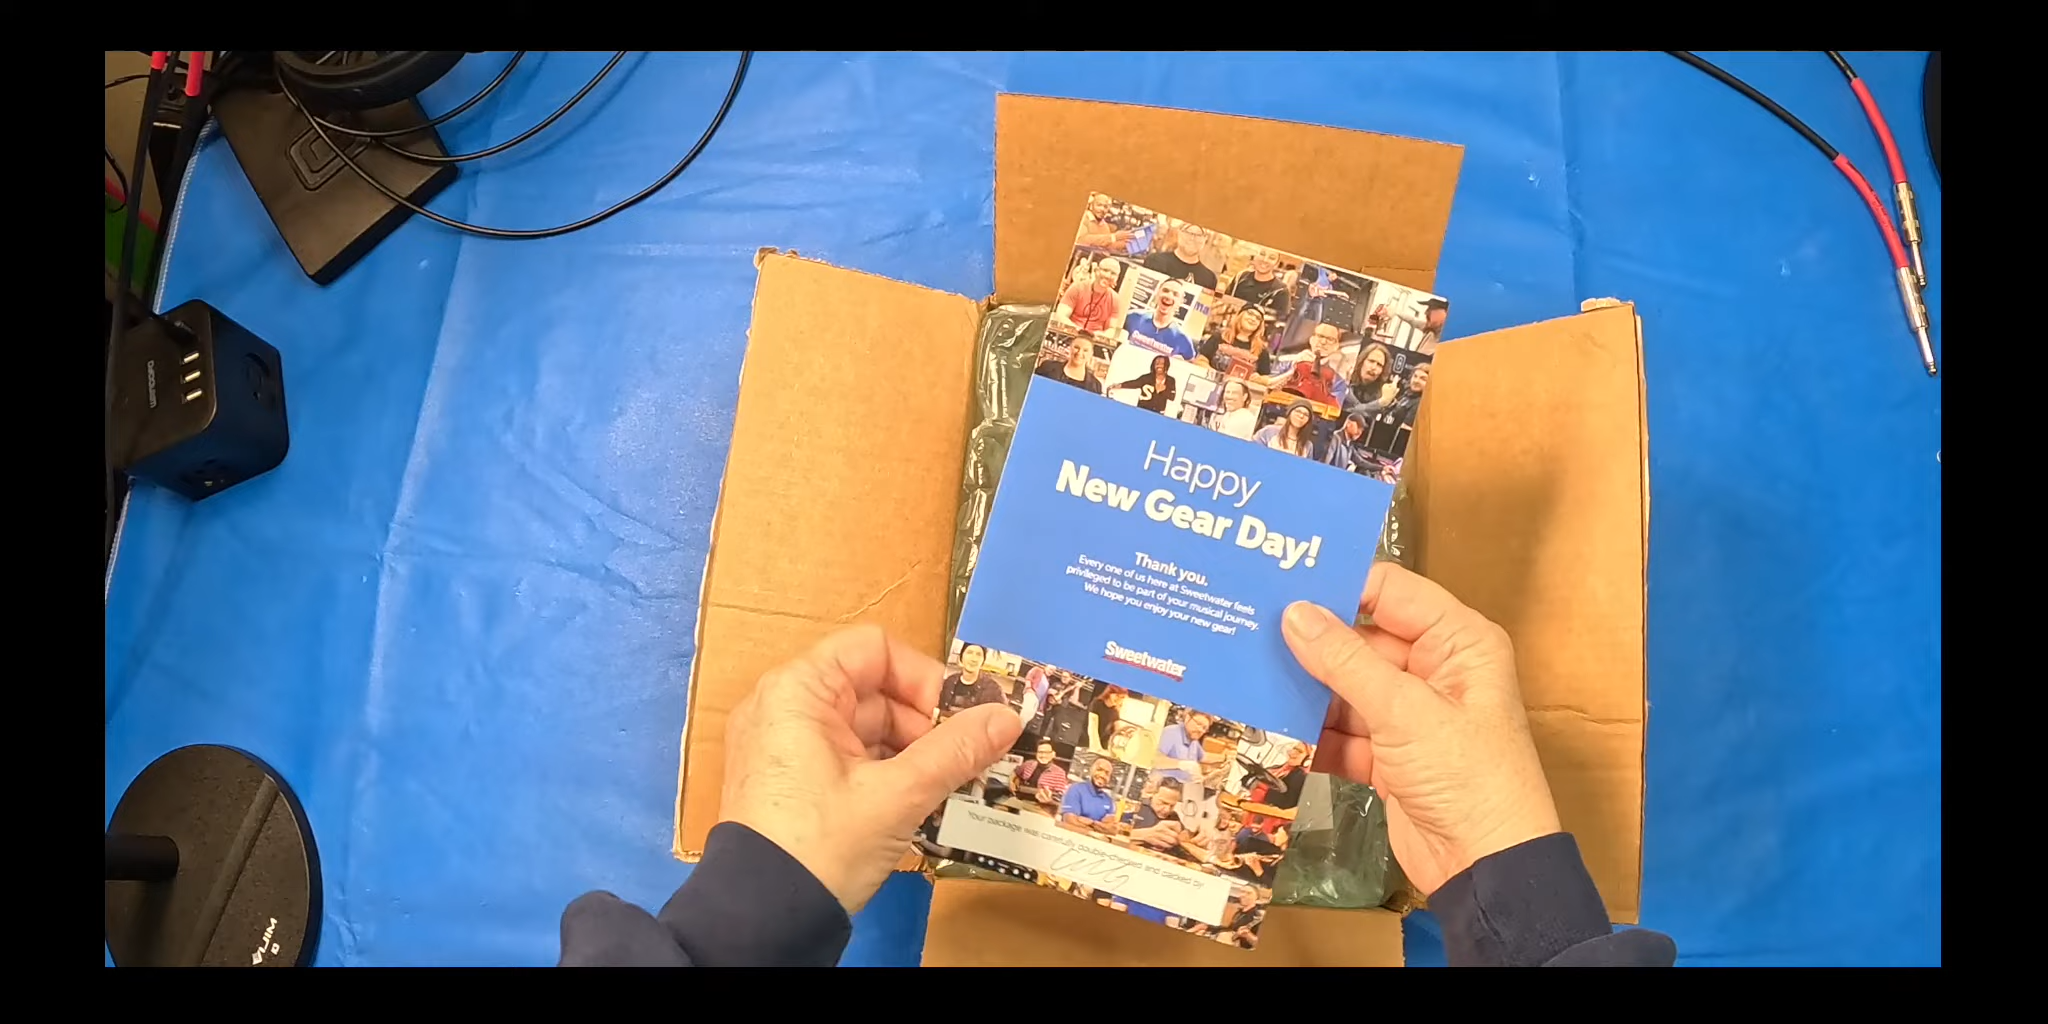 Happy
New Gear Day!
Thank you.
Every one of us here at Sweetwater feels
privileged to be part of your musical journey.
We hope you enjoy your new gear!
Sweetwater
Your package was carefully double-checked and packed by
Sweetwater